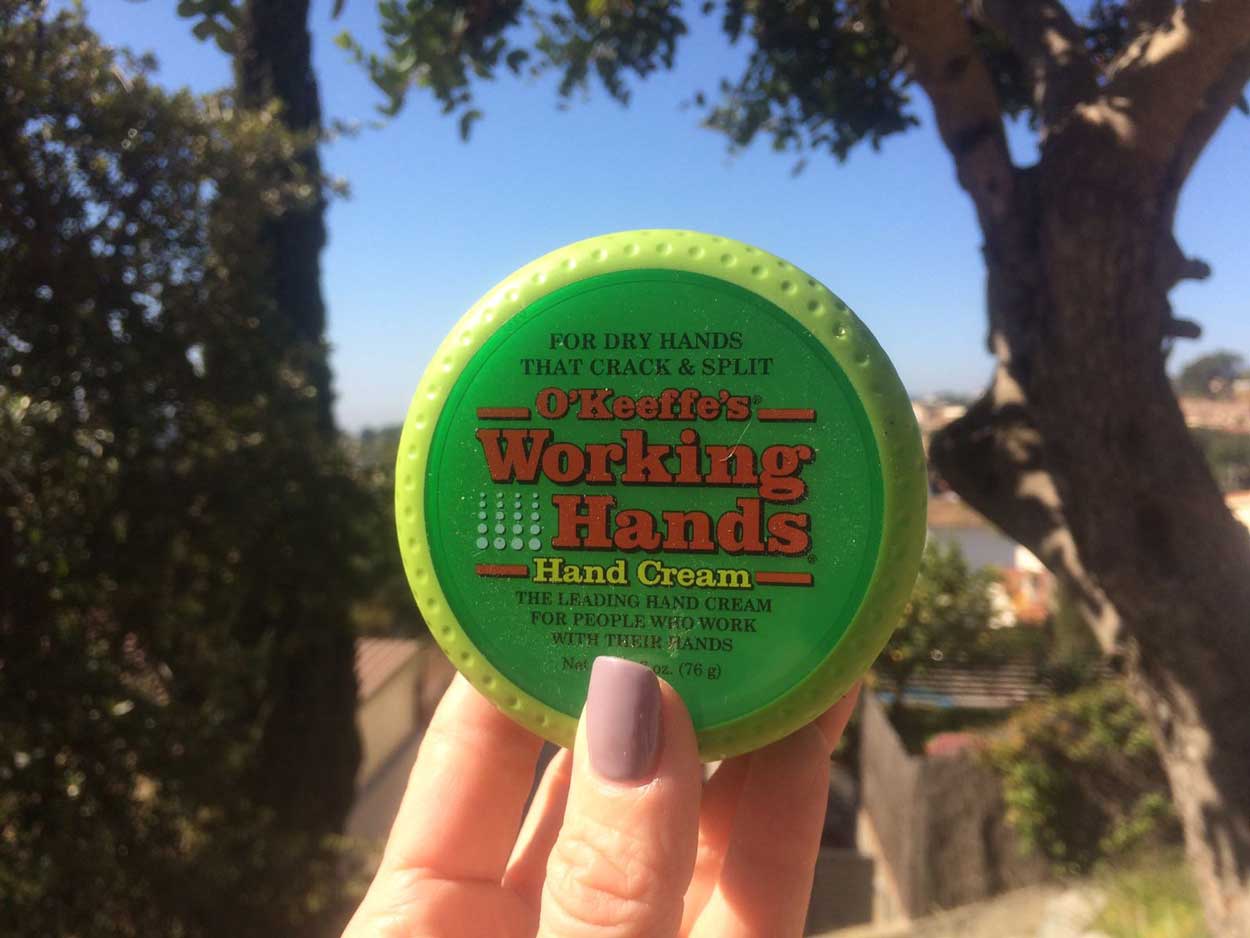 FOR DRY HANDS
THAT CRACK & SPLIT
O'Keeffe's®
Working
Hands®
Hand Cream
THE LEADING HAND CREAM
FOR PEOPLE WHO WORK
WITH THEIR HANDS
oz. (76 g)